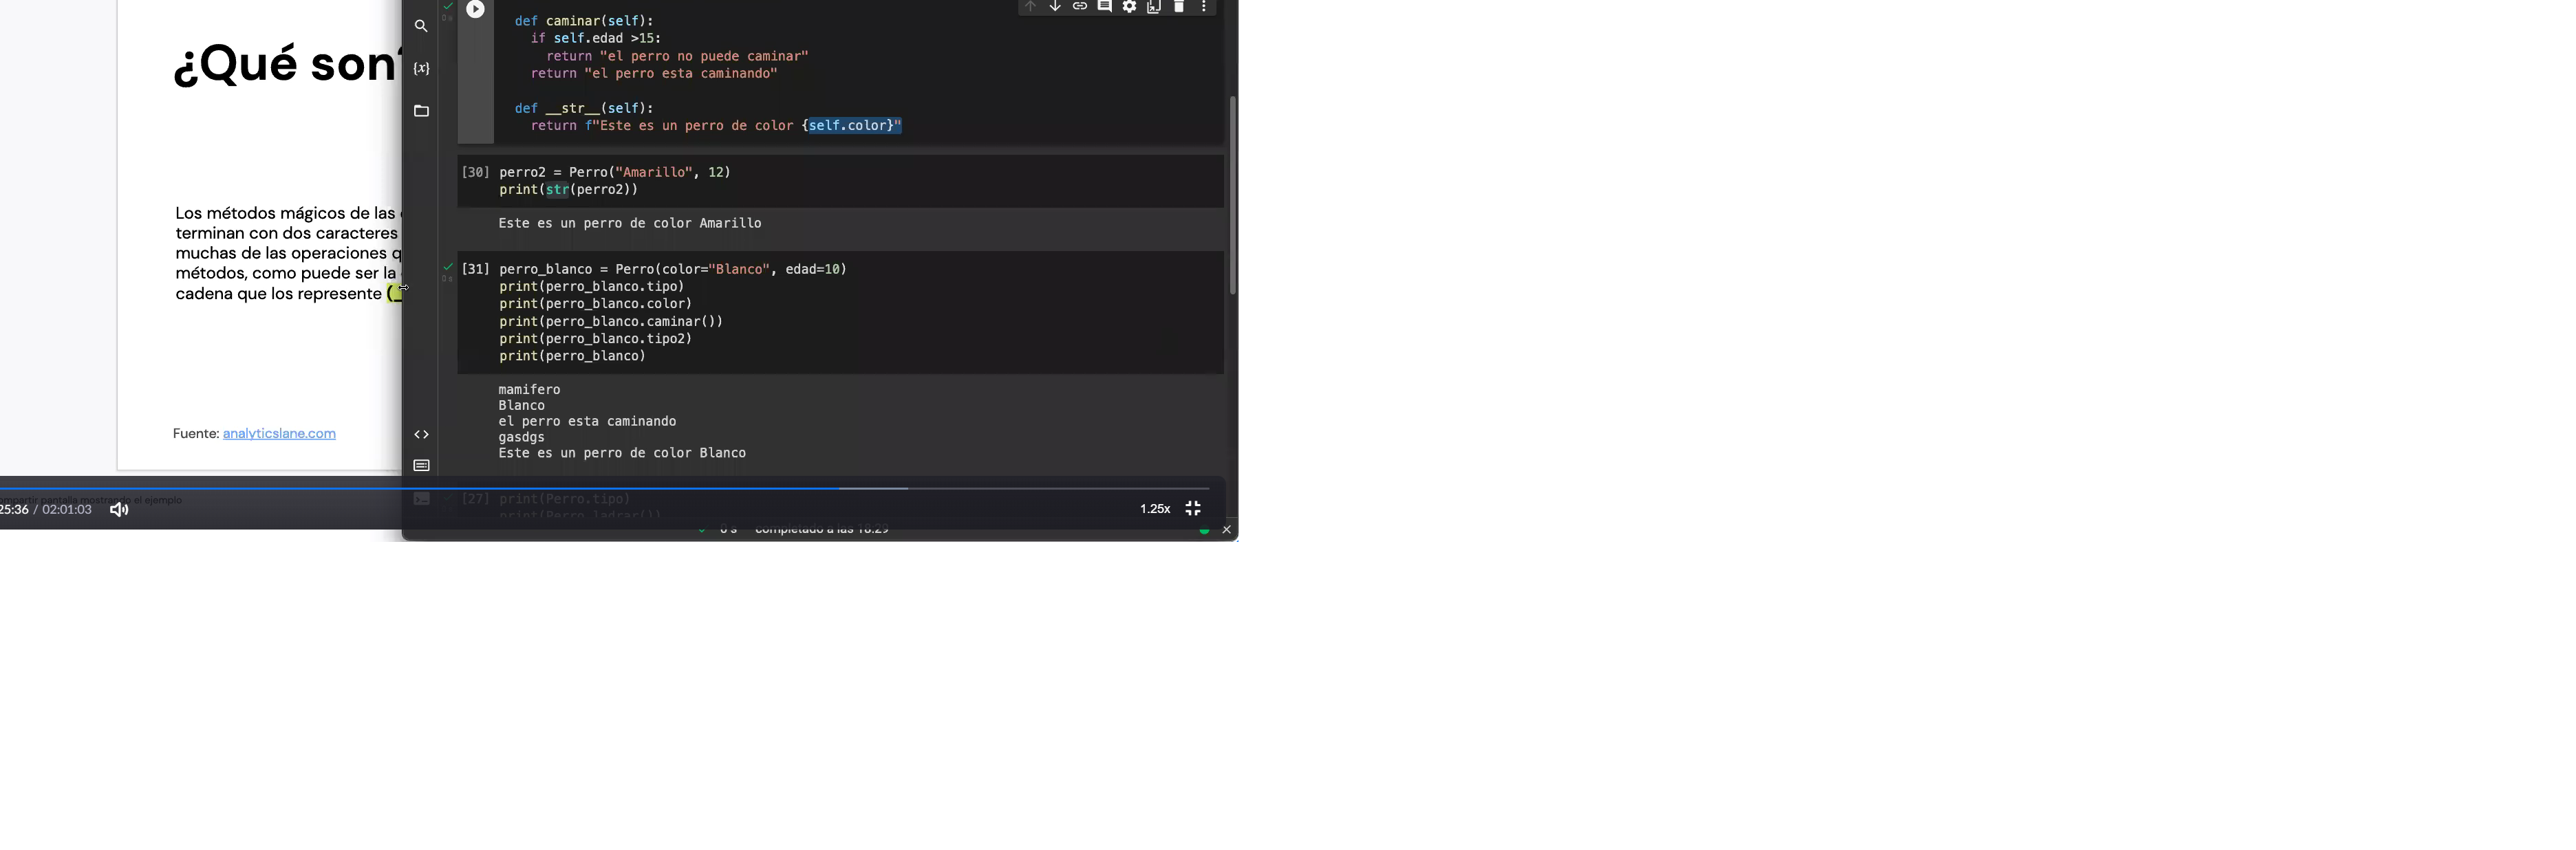 ¿Qué son
Los métodos mágicos de las
terminan con dos caracteres
muchas de las operaciones q
métodos, como puede ser la
cadena que los represente (_
Fuente: analyticslane.com
def caminar(self):
if self.edad >15:
return "el perro no puede caminar"
return "el perro esta caminando"
def __str__(self):
return f"Este es un perro de color {self.color}"
[30] perro2 = Perro("Amarillo", 12)
print(str(perro2))
Este es un perro de color Amarillo
[31] perro_blanco = Perro(color="Blanco", edad=10)
print(perro_blanco.tipo)
print(perro_blanco.color)
print(perro_blanco.caminar())
print(perro_blanco.tipo2)
print(perro_blanco)
mamifero
Blanco
el perro esta caminando
gasdgs
Este es un perro de color Blanco
[27] print(Perro.tipo)
print(Perro.ladrar())
ompartir pantalla mostrando el ejemplo
25:36 / 02:01:03
1.25x
0 s completado a las 18:29